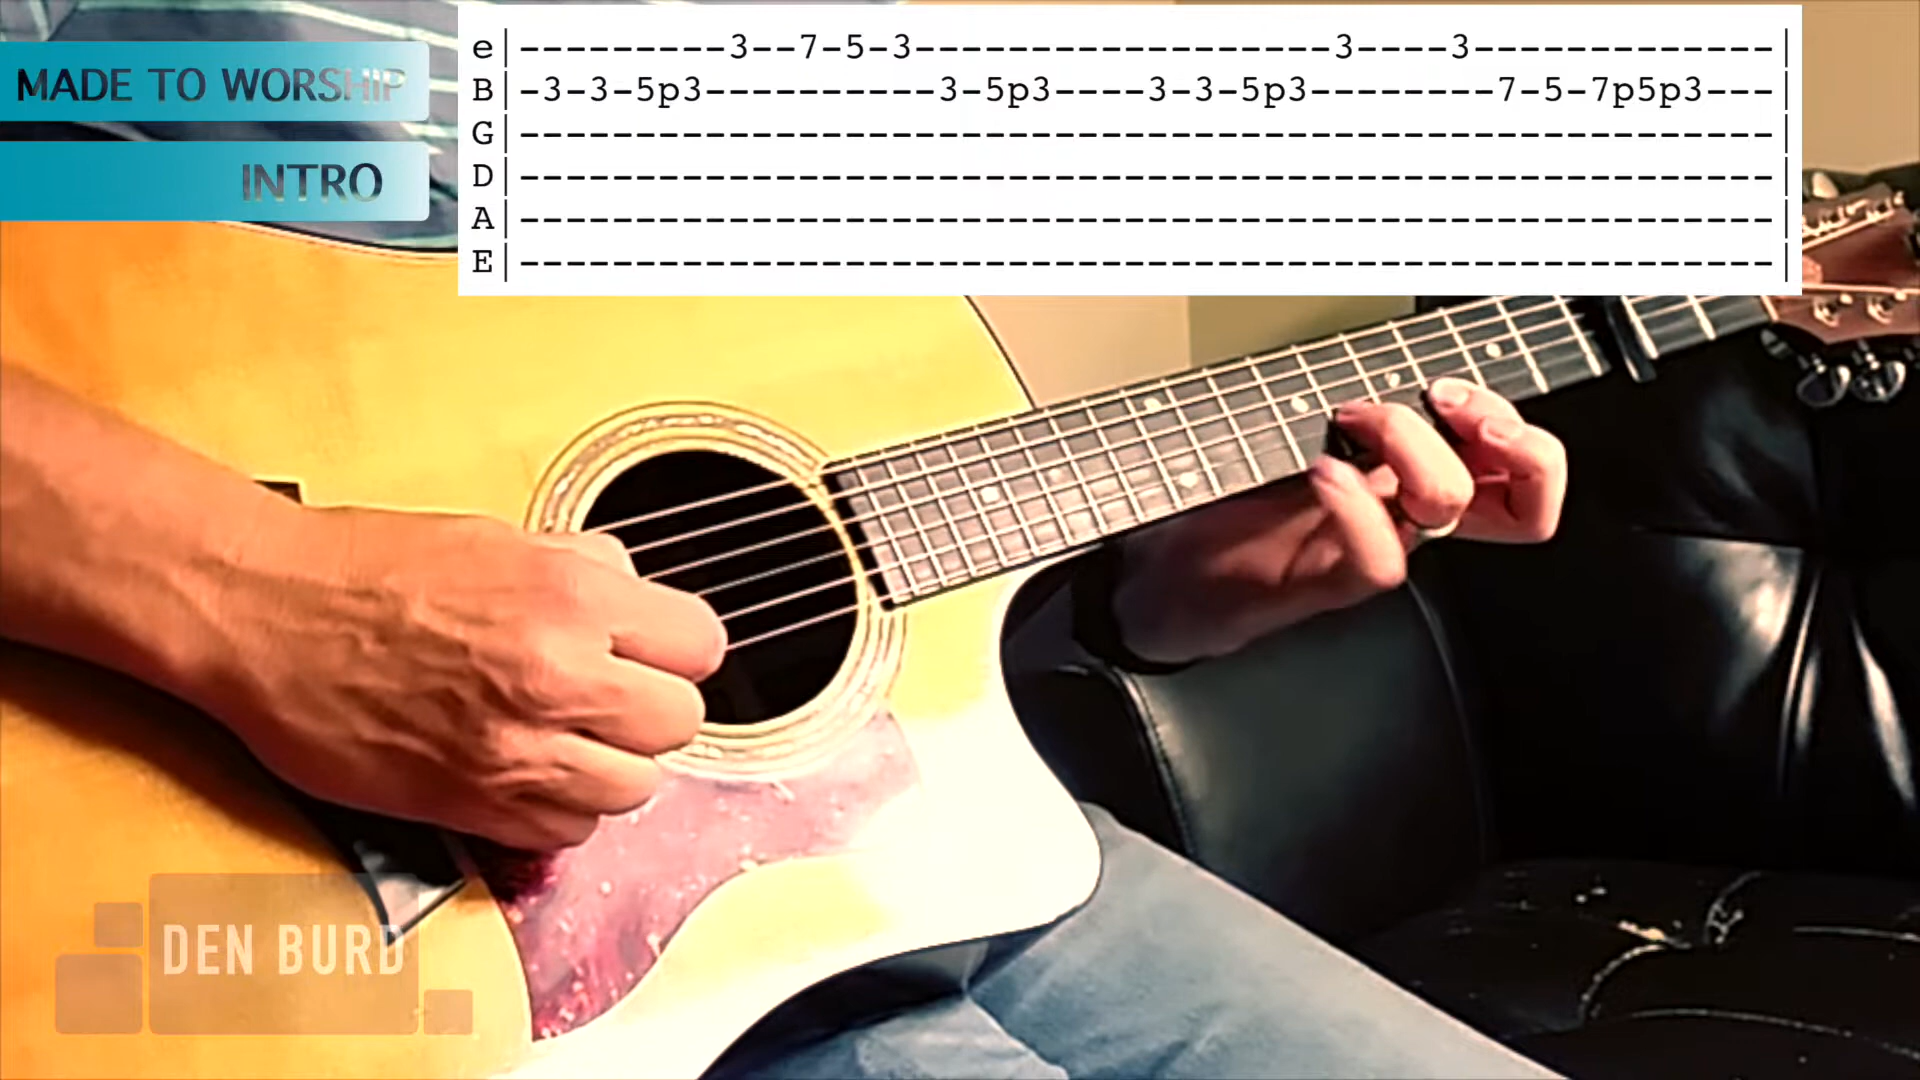 MADE TO WORSHIP
INTRO
e|---------3--7-5-3------------------3----3-------------|
B|-3-3-5p3----------3-5p3----3-3-5p3--------7-5-7p5p3---|
G|------------------------------------------------------|
D|------------------------------------------------------|
A|------------------------------------------------------|
E|------------------------------------------------------|
DEN BURD